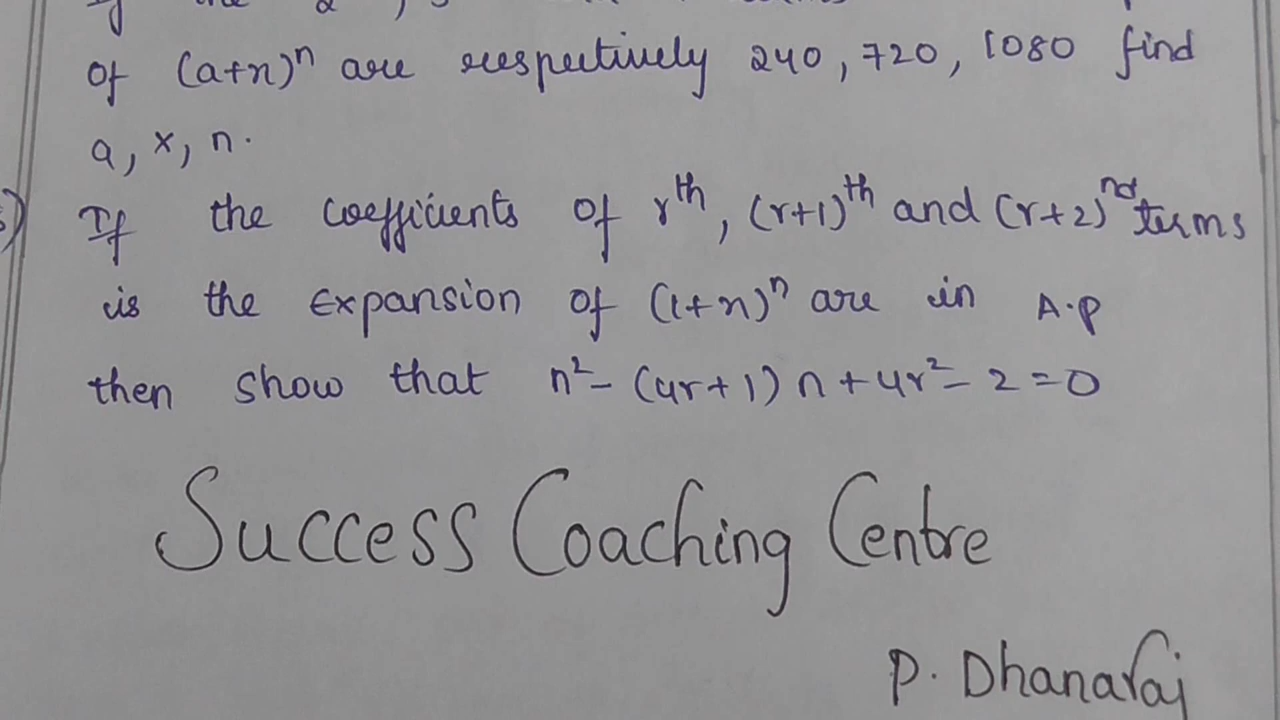 of (a+x)ⁿ are respectively 240, 720, 1080 find
a, x, n.
If the coefficients of rᵗʰ, (r+1)ᵗʰ and (r+2)ⁿᵈ terms
is the Expansion of (1+x)ⁿ are in A.P
then show that n² - (4r+1) n + 4r² - 2 = 0
Success Coaching Centre
P. Dhanaraj